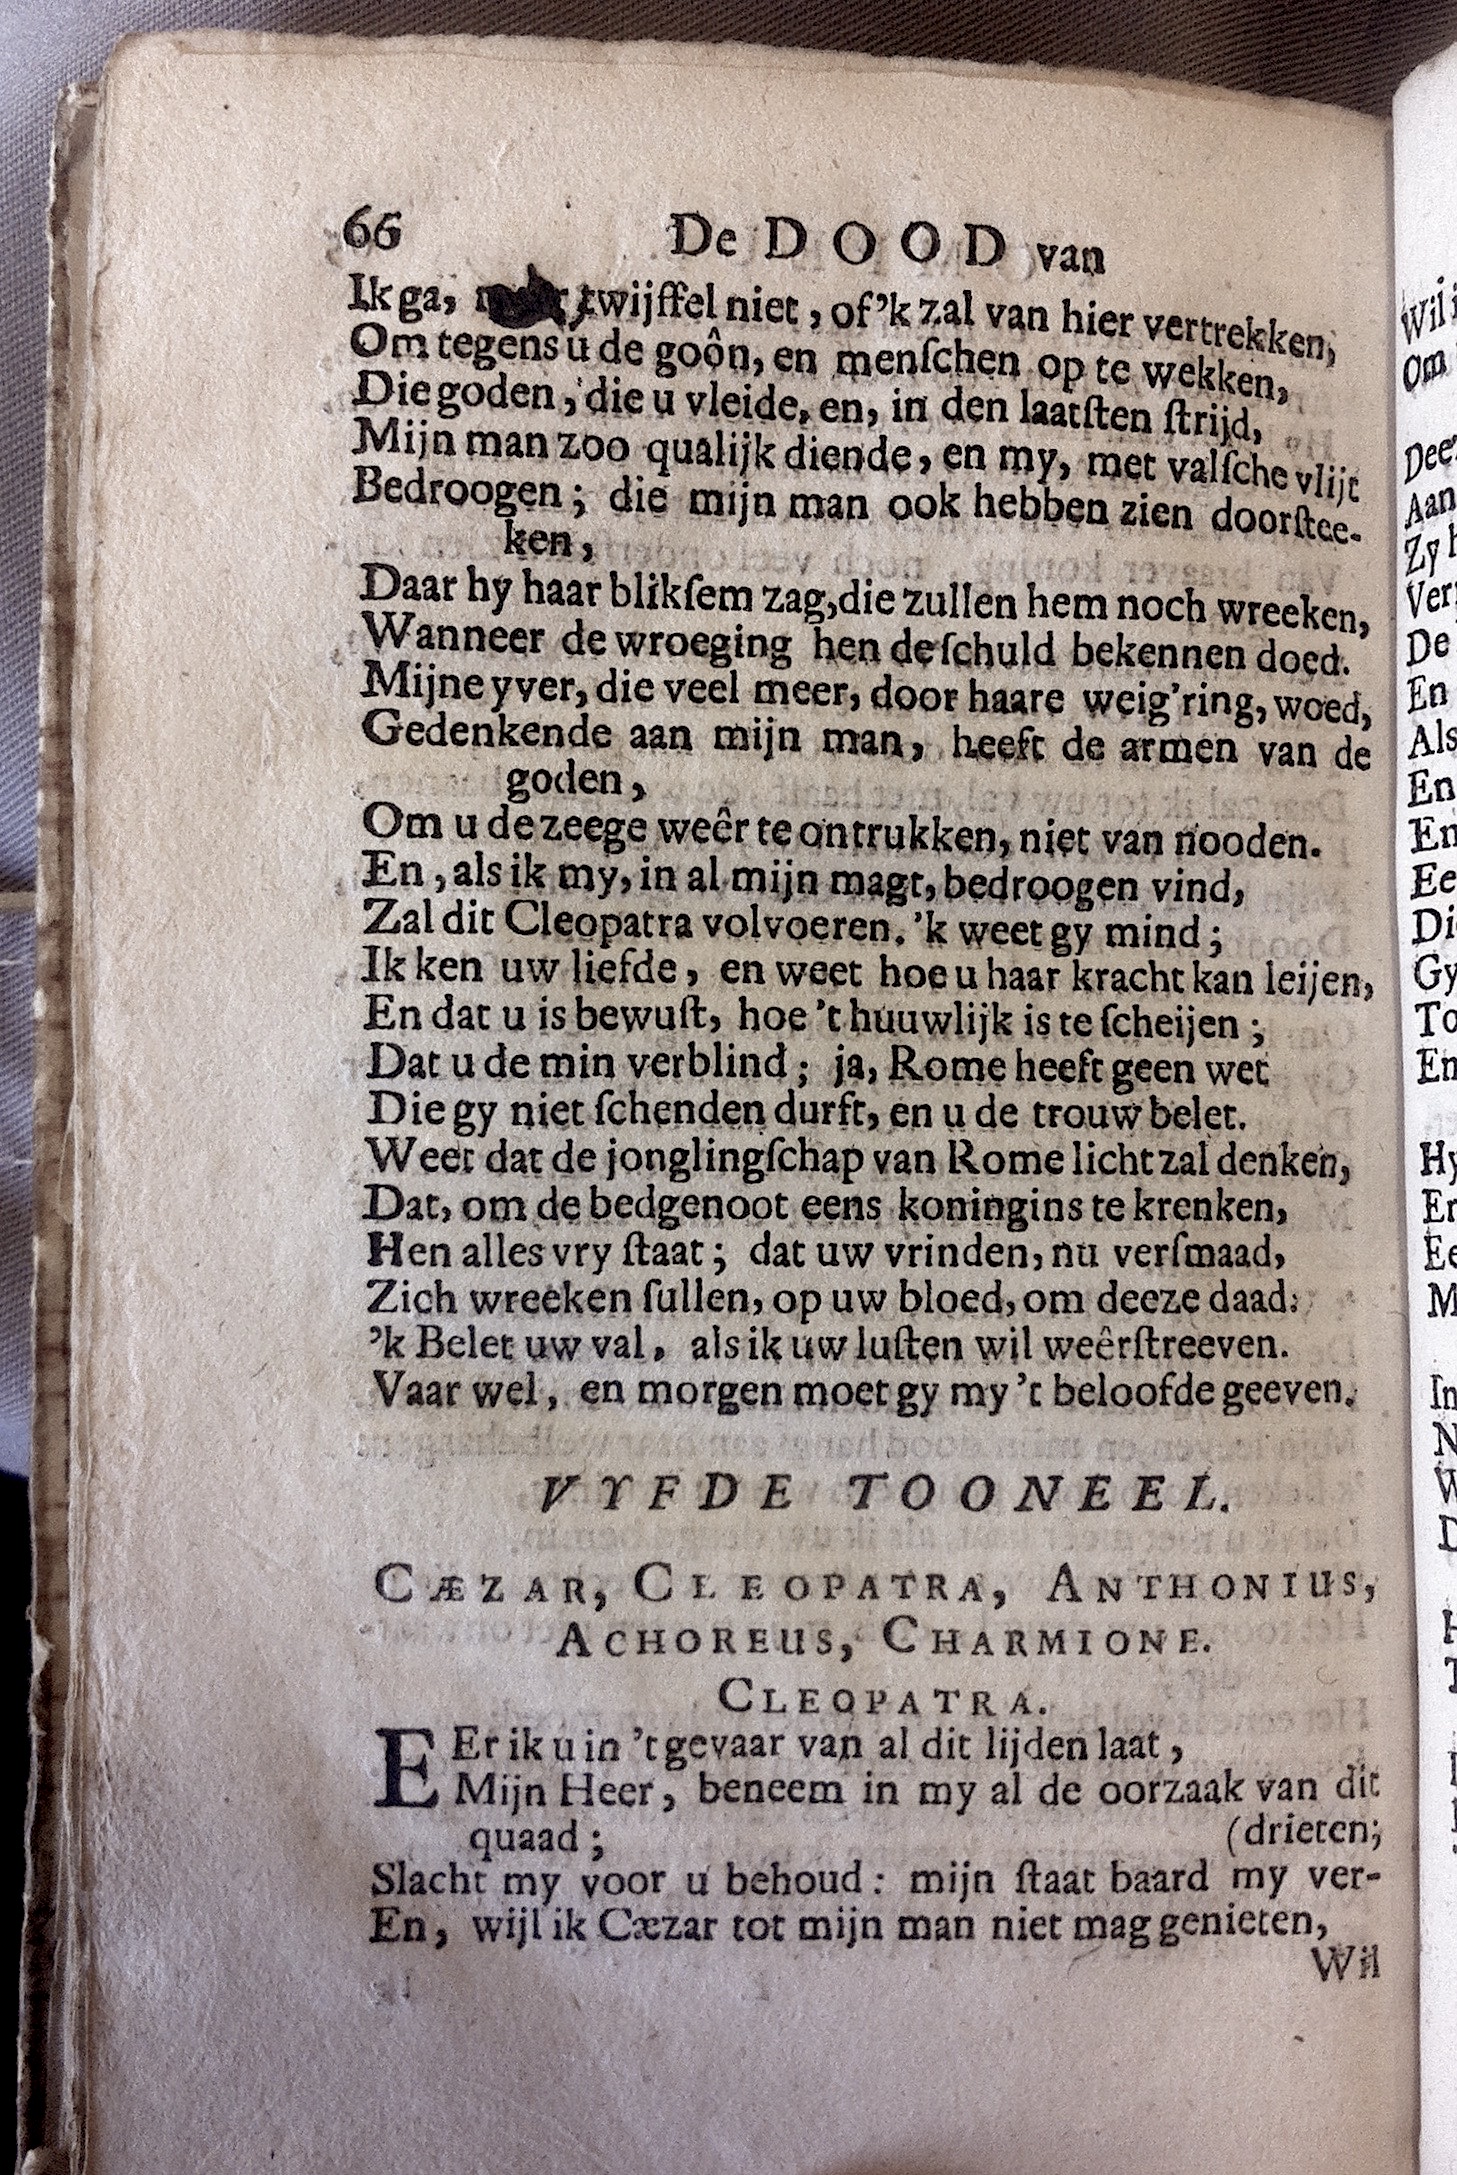 66 De DOOD van
Ik ga, twijffel niet, of 'k zal van hier vertrekken,
Om tegens u de goôn, en menſchen op te wekken,
Die goden, die u vleide, en, in den laatſten ſtrijd,
Mijn man zoo qualijk diende, en my, met valſche vlijt
Bedroogen; die mijn man ook hebben zien doorſtee-
ken,
Daar hy haar blikſem zag, die zullen hem noch wreeken,
Wanneer de wroeging hen de ſchuld bekennen doed.
Mijne yver, die veel meer, door haare weig'ring, woed,
Gedenkende aan mijn man, heeft de armen van de
goden,
Om u de zeege weêr te ontrukken, niet van nooden.
En, als ik my, in al mijn magt, bedroogen vind,
Zal dit Cleopatra volvoeren. 'k weet gy mind;
Ik ken uw liefde, en weet hoe u haar kracht kan leijen,
En dat u is bewuſt, hoe 't huuwlijk is te ſcheijen;
Dat u de min verblind; ja, Rome heeft geen wet
Die gy niet ſchenden durft, en u de trouw belet.
Weet dat de jonglingſchap van Rome licht zal denken,
Dat, om de bedgenoot eens koningins te krenken,
Hen alles vry ſtaat; dat uw vrinden, nu verſmaad,
Zich wreeken ſullen, op uw bloed, om deeze daad.
'k Belet uw val, als ik uw luſten wil weêrſtreeven.
Vaar wel, en morgen moet gy my 't beloofde geeven.
VYFDE TOONEEL.
CÆZAR, CLEOPATRA, ANTHONIUS,
ACHOREUS, CHARMIONE.
CLEOPATRA.
EEr ik u in 't gevaar van al dit lijden laat,
Mijn Heer, beneem in my al de oorzaak van dit
quaad; (drieten;
Slacht my voor u behoud: mijn ſtaat baard my ver-
En, wijl ik Cæzar tot mijn man niet mag genieten,
Wil